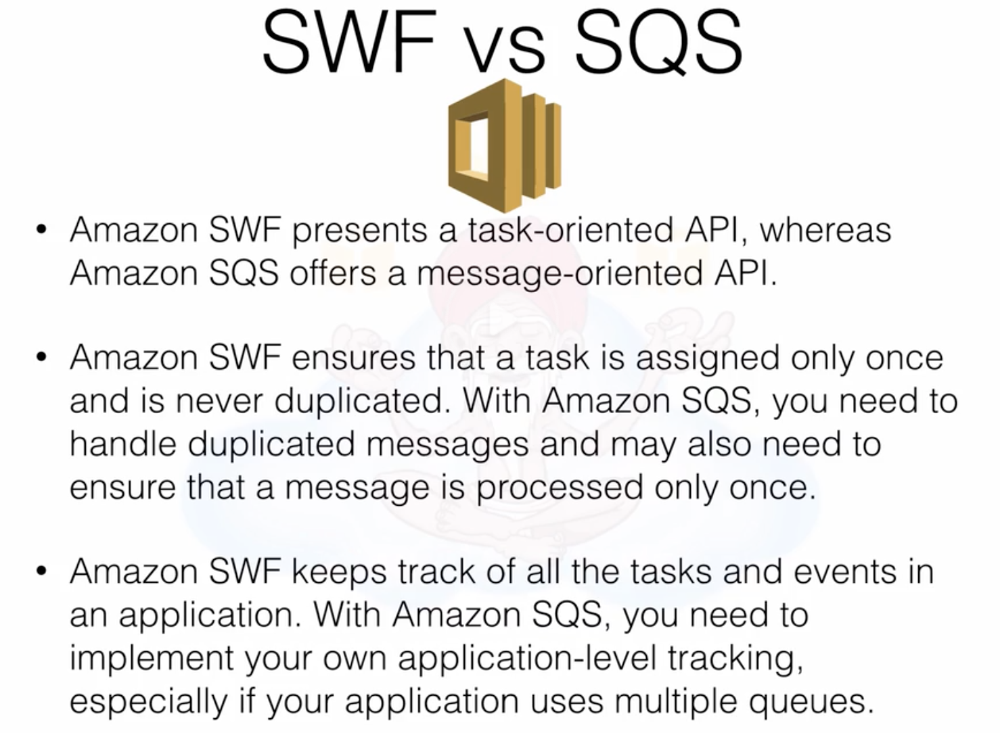 SWF vs SQS
• Amazon SWF presents a task-oriented API, whereas
Amazon SQS offers a message-oriented API.
• Amazon SWF ensures that a task is assigned only once
and is never duplicated. With Amazon SQS, you need to
handle duplicated messages and may also need to
ensure that a message is processed only once.
• Amazon SWF keeps track of all the tasks and events in
an application. With Amazon SQS, you need to
implement your own application-level tracking,
especially if your application uses multiple queues.